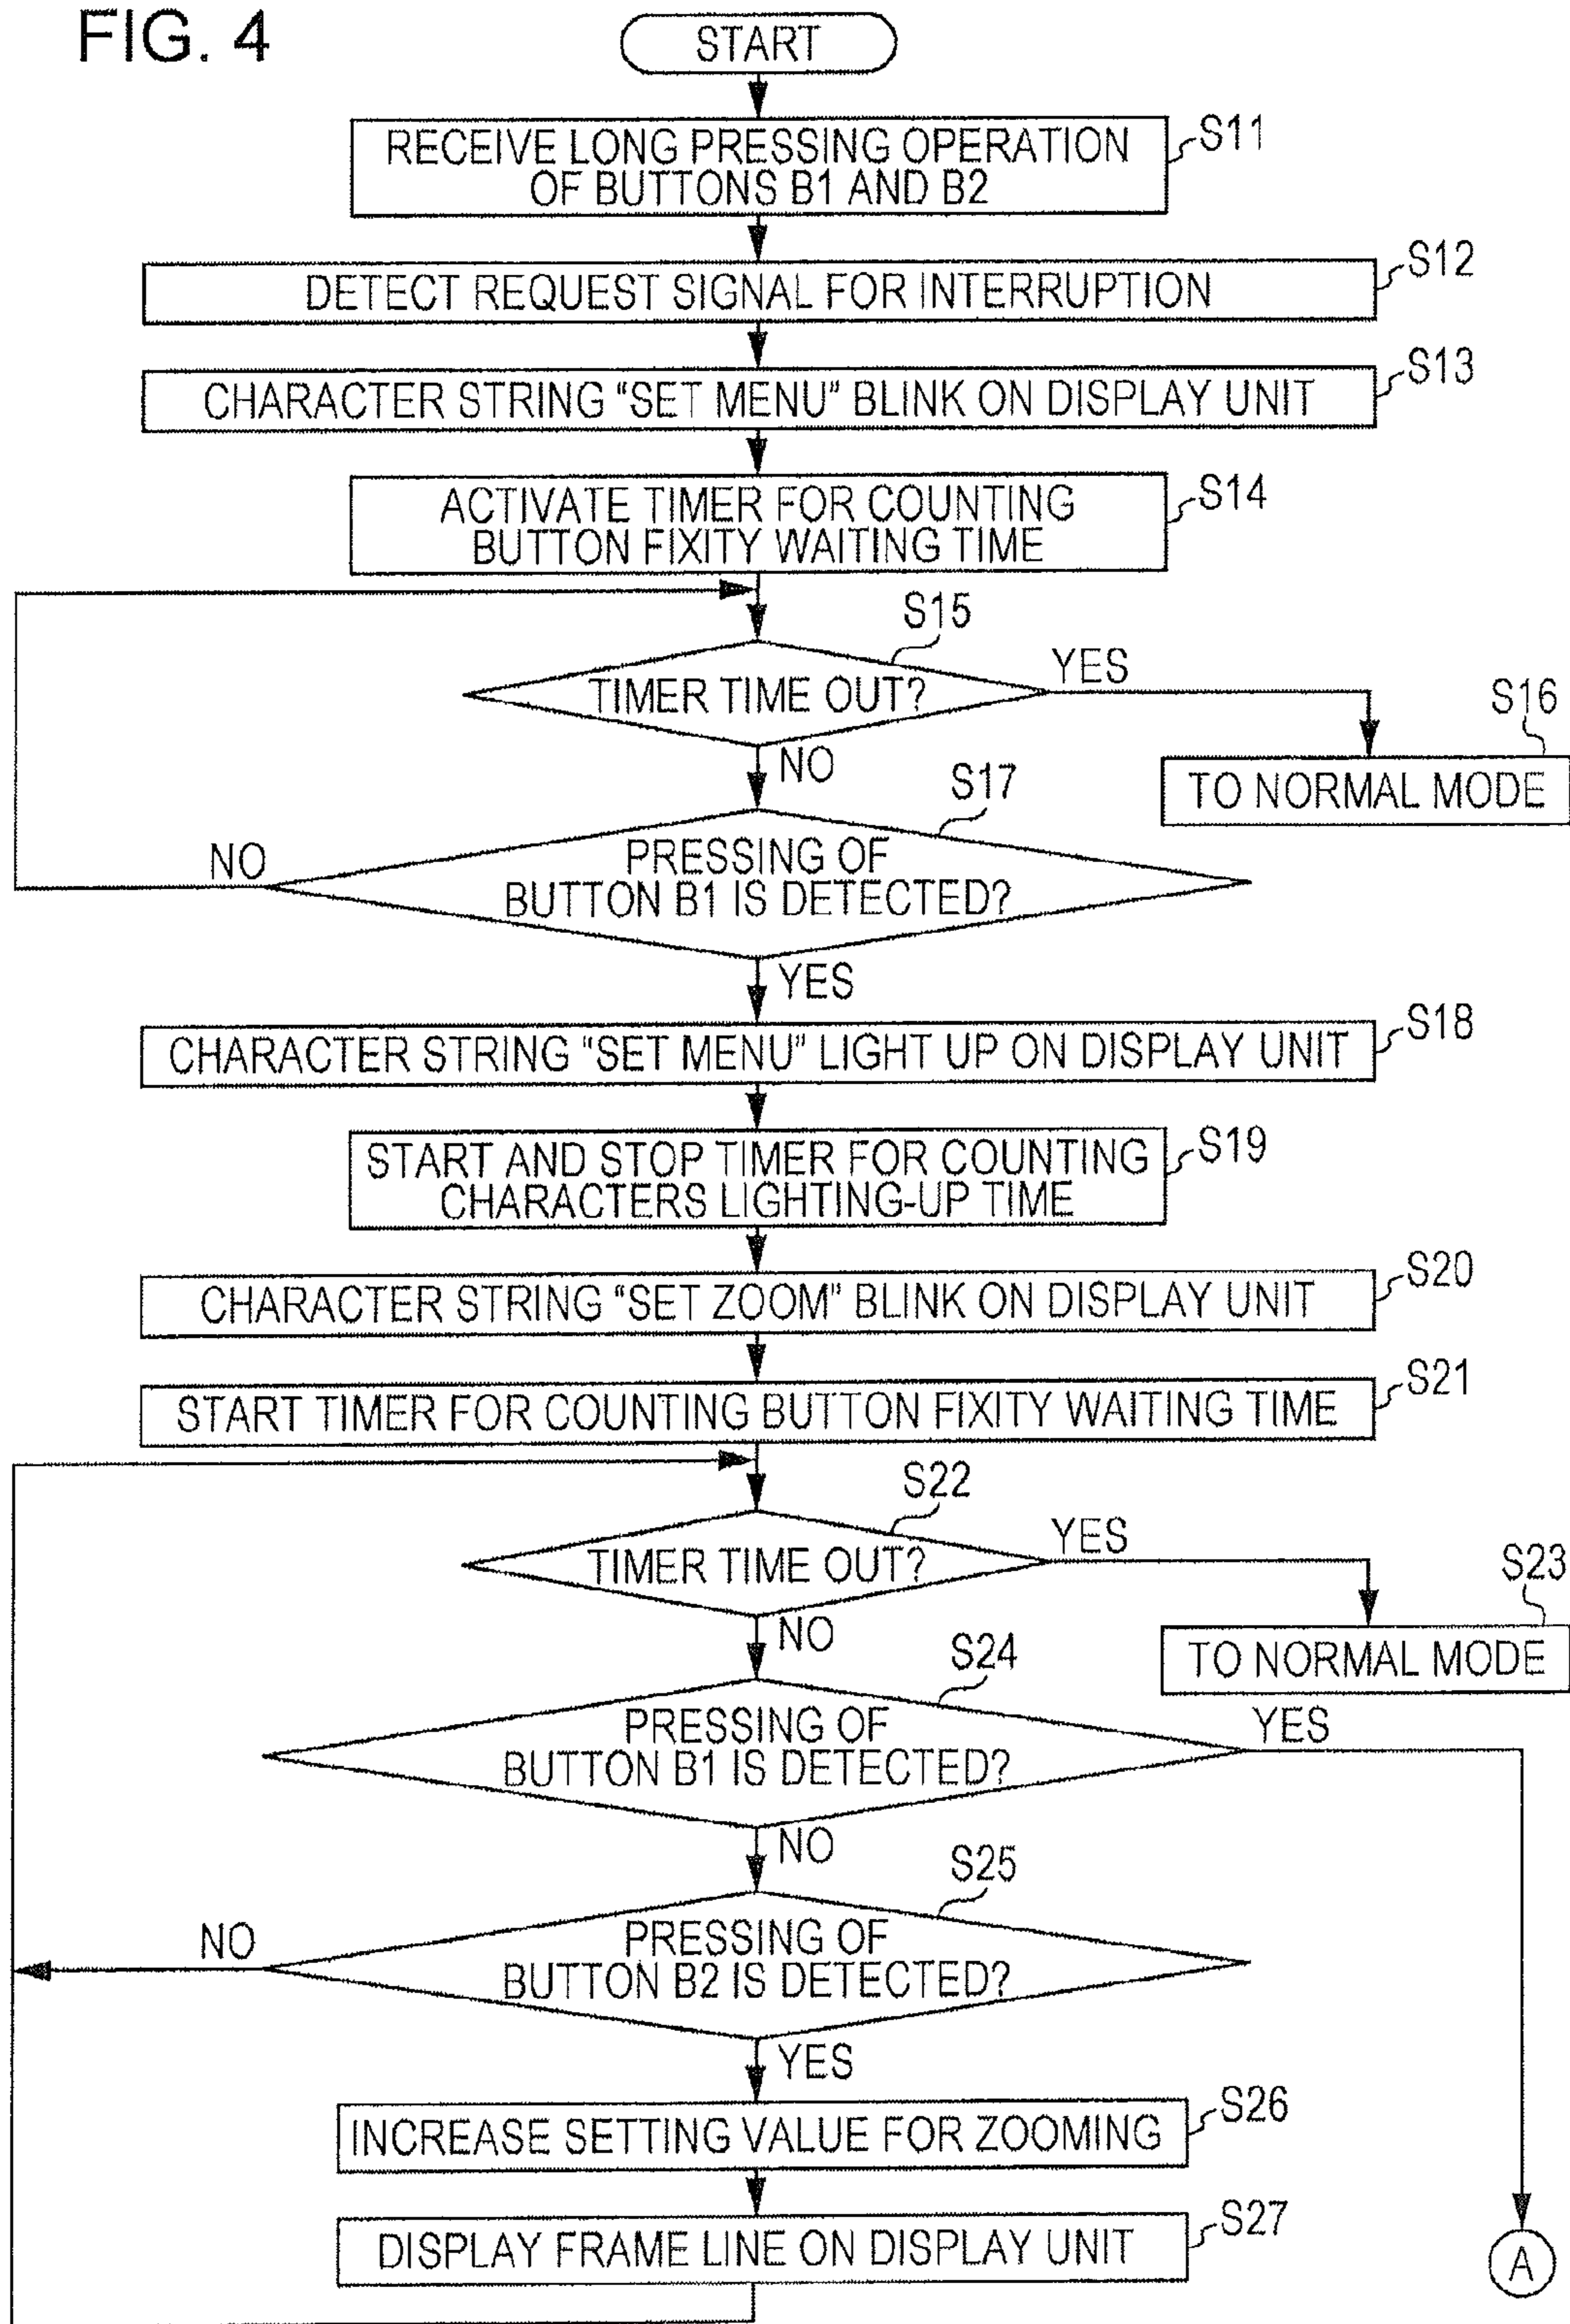 FIG. 4
START
RECEIVE LONG PRESSING OPERATION
OF BUTTONS B1 AND B2
S11
DETECT REQUEST SIGNAL FOR INTERRUPTION
S12
CHARACTER STRING "SET MENU" BLINK ON DISPLAY UNIT
S13
ACTIVATE TIMER FOR COUNTING
BUTTON FIXITY WAITING TIME
S14
S15
TIMER TIME OUT?
YES
S16
TO NORMAL MODE
NO
S17
PRESSING OF
BUTTON B1 IS DETECTED?
NO
YES
CHARACTER STRING "SET MENU" LIGHT UP ON DISPLAY UNIT
S18
START AND STOP TIMER FOR COUNTING
CHARACTERS LIGHTING-UP TIME
S19
CHARACTER STRING "SET ZOOM" BLINK ON DISPLAY UNIT
S20
START TIMER FOR COUNTING BUTTON FIXITY WAITING TIME
S21
S22
TIMER TIME OUT?
YES
S23
TO NORMAL MODE
NO
S24
PRESSING OF
BUTTON B1 IS DETECTED?
YES
NO
S25
PRESSING OF
BUTTON B2 IS DETECTED?
NO
YES
INCREASE SETTING VALUE FOR ZOOMING
S26
DISPLAY FRAME LINE ON DISPLAY UNIT
S27
A